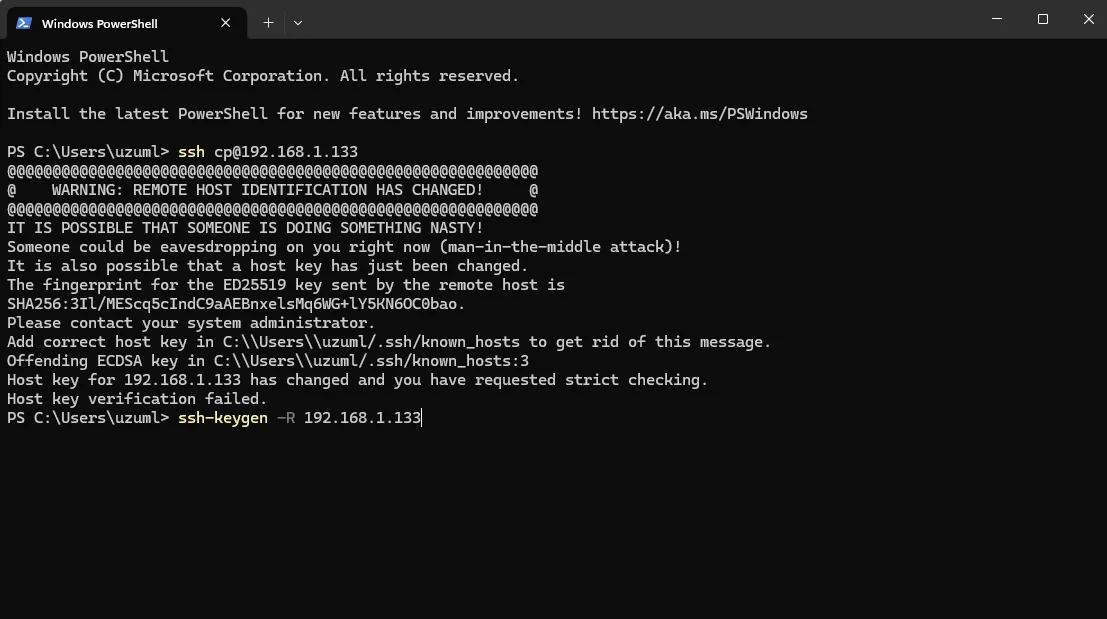 Windows PowerShell
Windows PowerShell
Copyright (C) Microsoft Corporation. All rights reserved.
Install the latest PowerShell for new features and improvements! https://aka.ms/PSWindows
PS C:\Users\uzuml> ssh cp@192.168.1.133
@@@@@@@@@@@@@@@@@@@@@@@@@@@@@@@@@@@@@@@@@@@@@@@@@@@@@@@@@@@
@    WARNING: REMOTE HOST IDENTIFICATION HAS CHANGED!     @
@@@@@@@@@@@@@@@@@@@@@@@@@@@@@@@@@@@@@@@@@@@@@@@@@@@@@@@@@@@
IT IS POSSIBLE THAT SOMEONE IS DOING SOMETHING NASTY!
Someone could be eavesdropping on you right now (man-in-the-middle attack)!
It is also possible that a host key has just been changed.
The fingerprint for the ED25519 key sent by the remote host is
SHA256:3Il/MEScq5cIndC9aAEBnxelsMq6WG+lY5KN6OC0bao.
Please contact your system administrator.
Add correct host key in C:\\Users\\uzuml/.ssh/known_hosts to get rid of this message.
Offending ECDSA key in C:\\Users\\uzuml/.ssh/known_hosts:3
Host key for 192.168.1.133 has changed and you have requested strict checking.
Host key verification failed.
PS C:\Users\uzuml> ssh-keygen -R 192.168.1.133